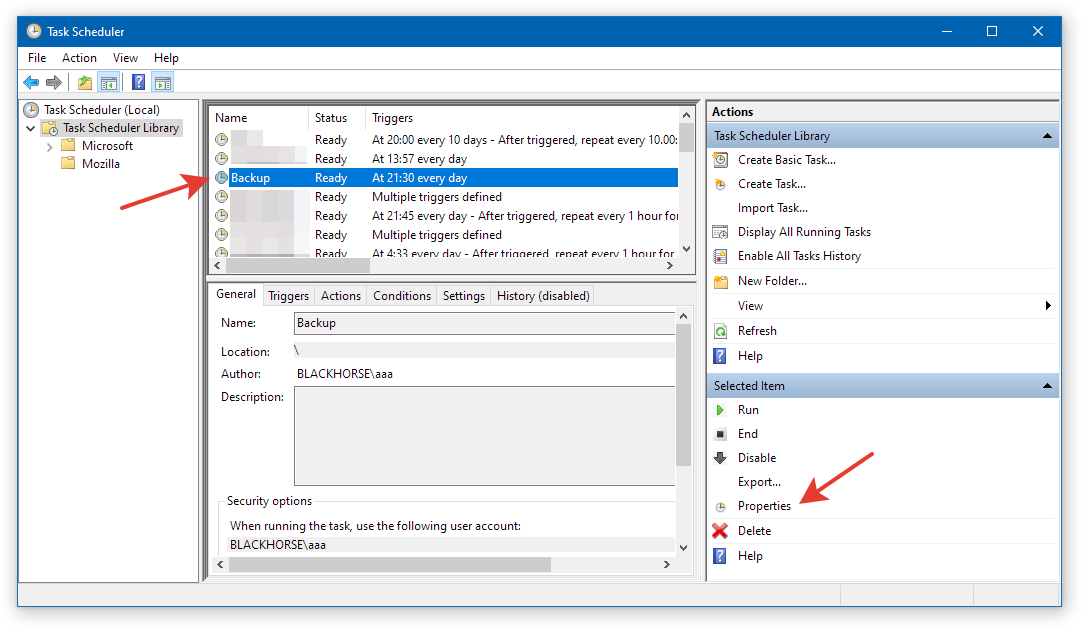 Task Scheduler
File Action View Help
Task Scheduler (Local)
Task Scheduler Library
Microsoft
Mozilla
Name Status Triggers
Ready At 20:00 every 10 days - After triggered, repeat every 10.00:
Ready At 13:57 every day
Backup Ready At 21:30 every day
Ready Multiple triggers defined
Ready At 21:45 every day - After triggered, repeat every 1 hour for
Ready Multiple triggers defined
Ready At 4:33 every day - After triggered, repeat every 1 hour for
General Triggers Actions Conditions Settings History (disabled)
Name: Backup
Location: \
Author: BLACKHORSE\aaa
Description:
Security options
When running the task, use the following user account:
BLACKHORSE\aaa
Actions
Task Scheduler Library
Create Basic Task...
Create Task...
Import Task...
Display All Running Tasks
Enable All Tasks History
New Folder...
View
Refresh
Help
Selected Item
Run
End
Disable
Export...
Properties
Delete
Help